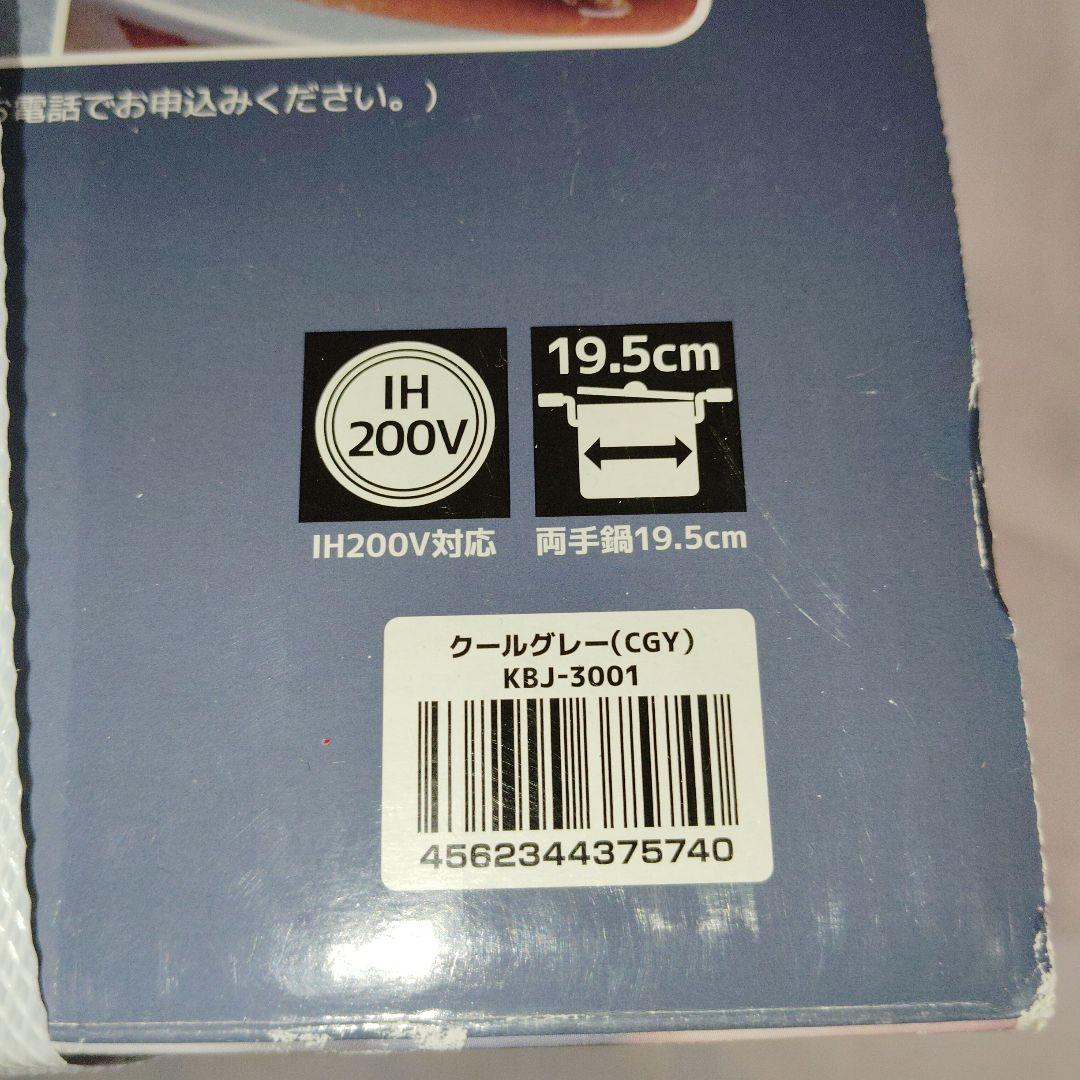 お電話でお申込みください。)
IH
200V
19.5cm
IH200V対応
両手鍋19.5cm
クールグレー(CGY)
KBJ-3001
4562344375740